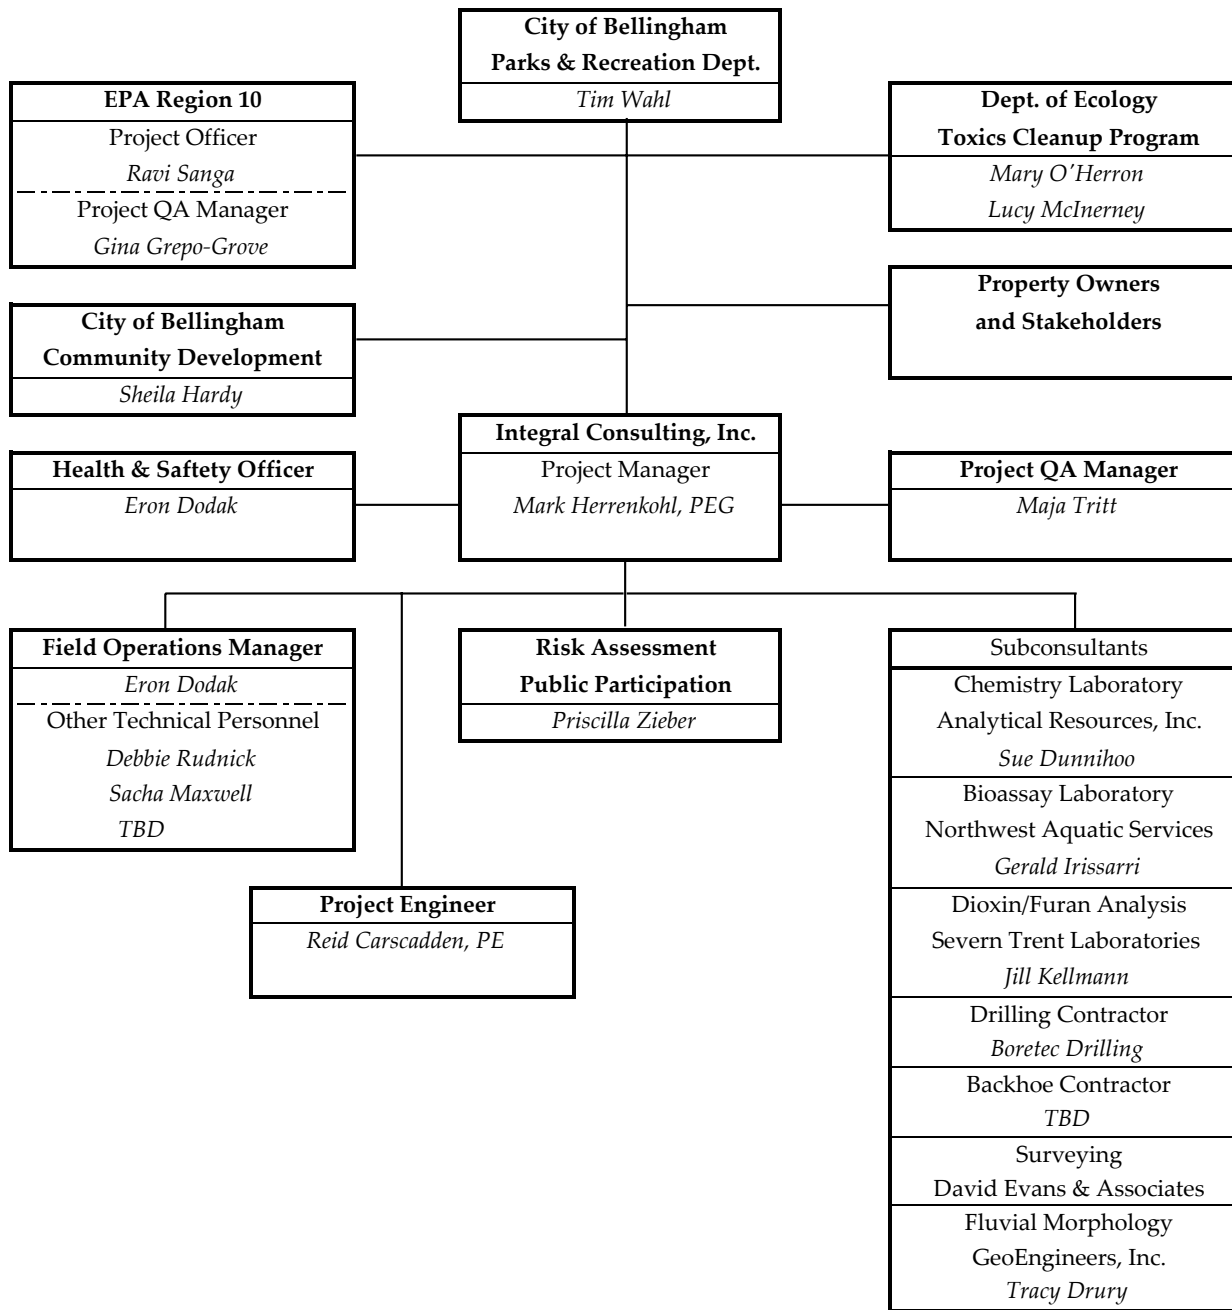 City of Bellingham
Parks & Recreation Dept.
Tim Wahl
EPA Region 10
Project Officer
Ravi Sanga
Project QA Manager
Gina Grepo-Grove
Dept. of Ecology
Toxics Cleanup Program
Mary O'Herron
Lucy McInerney
City of Bellingham
Community Development
Sheila Hardy
Property Owners
and Stakeholders
Health & Saftety Officer
Eron Dodak
Integral Consulting, Inc.
Project Manager
Mark Herrenkohl, PEG
Project QA Manager
Maja Tritt
Field Operations Manager
Eron Dodak
Other Technical Personnel
Debbie Rudnick
Sacha Maxwell
TBD
Project Engineer
Reid Carscadden, PE
Risk Assessment
Public Participation
Priscilla Zieber
Subconsultants
Chemistry Laboratory
Analytical Resources, Inc.
Sue Dunnihoo
Bioassay Laboratory
Northwest Aquatic Services
Gerald Irissarri
Dioxin/Furan Analysis
Severn Trent Laboratories
Jill Kellmann
Drilling Contractor
Boretec Drilling
Backhoe Contractor
TBD
Surveying
David Evans & Associates
Fluvial Morphology
GeoEngineers, Inc.
Tracy Drury